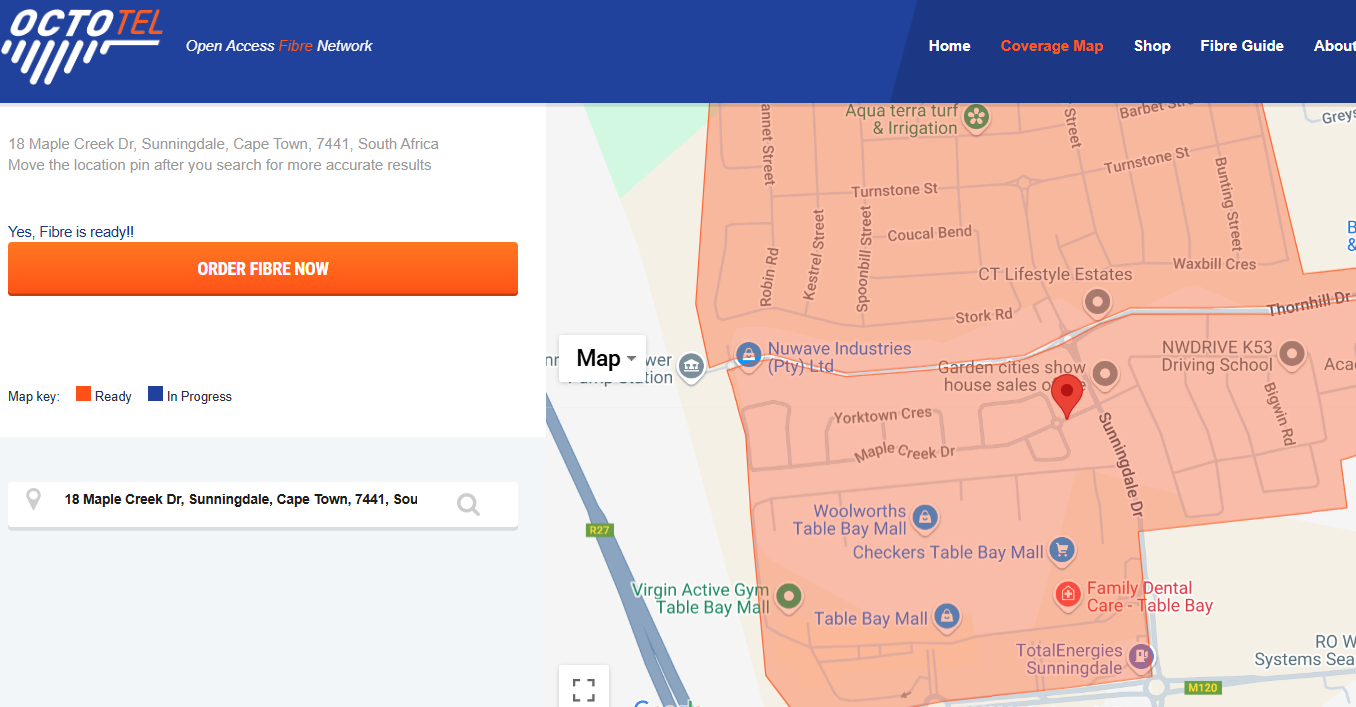 OCTOTEL
Open Access Fibre Network
Home
Coverage Map
Shop
Fibre Guide
About
18 Maple Creek Dr, Sunningdale, Cape Town, 7441, South Africa
Move the location pin after you search for more accurate results
Yes, Fibre is ready!!
ORDER FIBRE NOW
Map key:
Ready
In Progress
18 Maple Creek Dr, Sunningdale, Cape Town, 7441, Sou
Map
Aqua terra turf
& Irrigation
Street
Barbet
Greys
annet Street
Turnstone St
Turnstone St
Bunting Street
Coucal Bend
Robin Rd
Kestrel Street
Spoonbill Street
CT Lifestyle Estates
Waxbill Cres
B
&
Stork Rd
Thornhill Dr
Nuwave Industries
(Pty) Ltd
wer
Station
Garden cities show
house sales
NWDRIVE K53
Driving School
Aca
Bigwin Rd
Yorktown Cres
Maple Creek Dr
Sunningdale Dr
Woolworths
Table Bay Mall
Checkers Table Bay Mall
R27
Virgin Active Gym
Table Bay Mall
Table Bay Mall
Family Dental
Care - Table Bay
TotalEnergies
Sunningdale
RO W
Systems Sea
M120